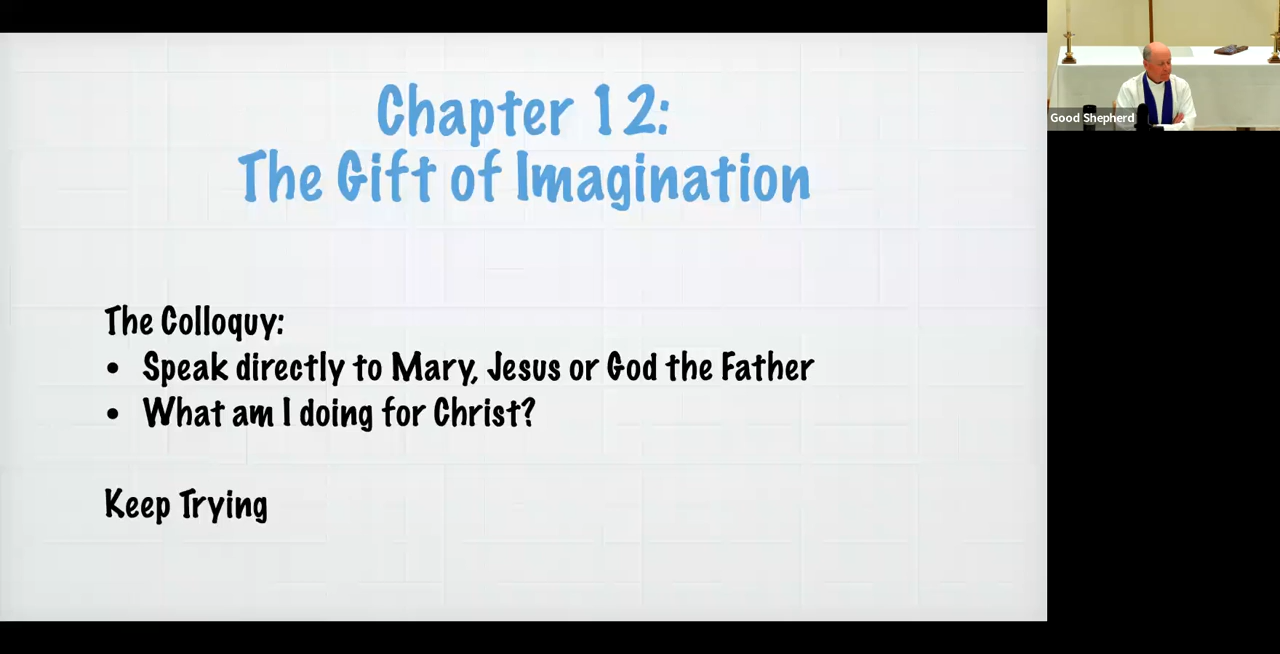 Chapter 12:
The Gift of Imagination
The Colloquy:
• Speak directly to Mary, Jesus or God the Father
• What am I doing for Christ?
Keep Trying
Good Shepherd